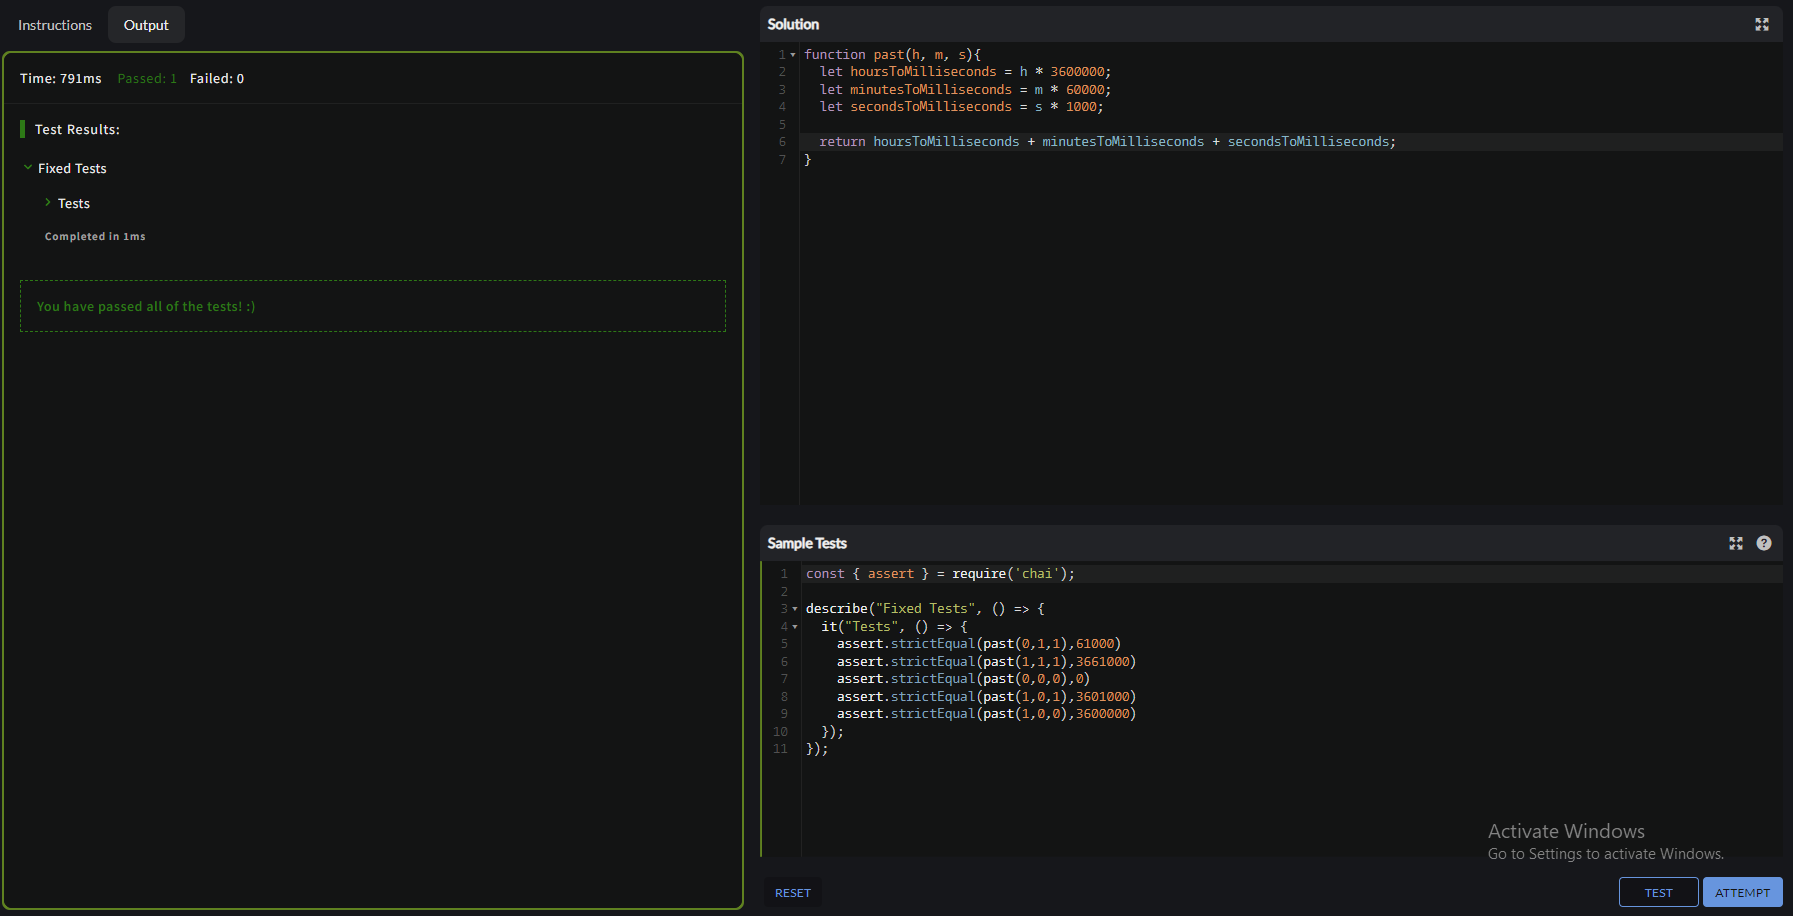 Instructions
Output
Time: 791ms Passed: 1 Failed: 0
Test Results:
Fixed Tests
Tests
Completed in 1ms
You have passed all of the tests! :)
Solution
1 function past(h, m, s){
2 let hoursToMilliseconds = h * 3600000;
3 let minutesToMilliseconds = m * 60000;
4 let secondsToMilliseconds = s * 1000;
5
6 return hoursToMilliseconds + minutesToMilliseconds + secondsToMilliseconds;
7 }
Sample Tests
?
1 const { assert } = require('chai');
2
3 describe("Fixed Tests", () => {
4 it("Tests", () => {
5 assert.strictEqual(past(0,1,1),61000)
6 assert.strictEqual(past(1,1,1),3661000)
7 assert.strictEqual(past(0,0,0),0)
8 assert.strictEqual(past(1,0,1),3601000)
9 assert.strictEqual(past(1,0,0),3600000)
10 });
11 });
Activate Windows
Go to Settings to activate Windows.
RESET
TEST
ATTEMPT